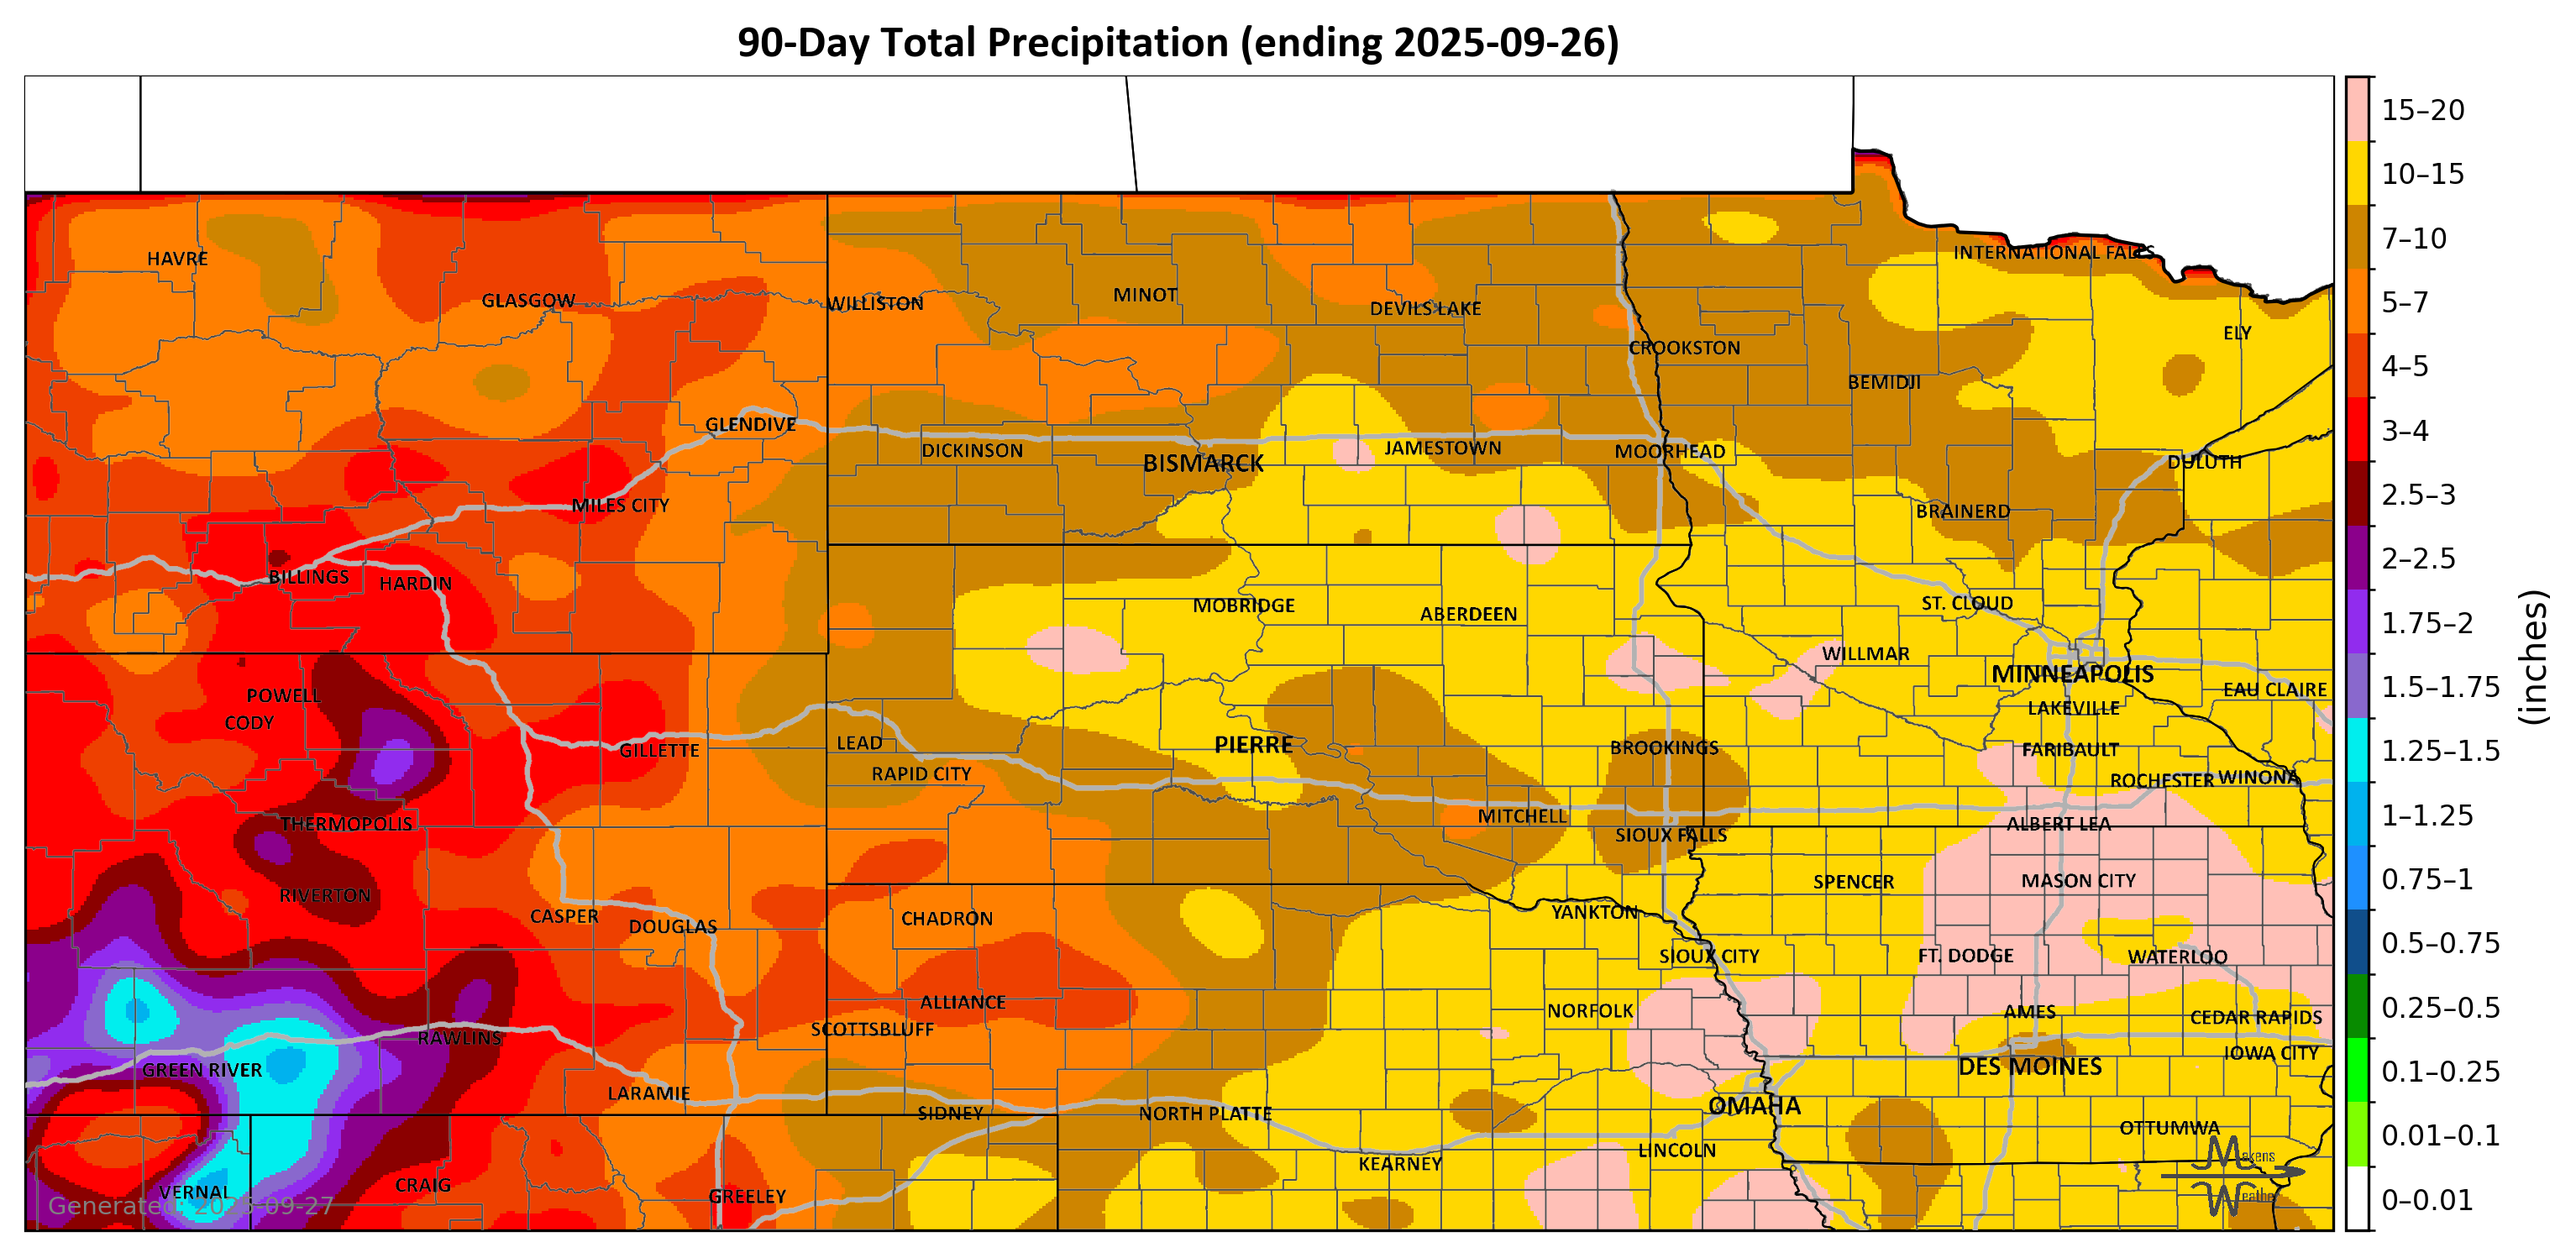 90-Day Total Precipitation (ending 2025-09-26)
15–20
10–15
7–10
5–7
4–5
3–4
2.5–3
2–2.5
1.75–2
1.5–1.75
1.25–1.5
1–1.25
0.75–1
0.5–0.75
0.25–0.5
0.1–0.25
0.01–0.1
0–0.01
(inches)
HAVRE
INTERNATIONAL FALLS
GLASGOW
WILLISTON
MINOT
DEVILS LAKE
ELY
CROOKSTON
BEMIDJI
GLENDIVE
DICKINSON
BISMARCK
JAMESTOWN
MOORHEAD
DULUTH
MILES CITY
BRAINERD
BILLINGS
HARDIN
MOBRIDGE
ABERDEEN
ST. CLOUD
WILLMAR
MINNEAPOLIS
POWELL
CODY
EAU CLAIRE
LAKEVILLE
GILLETTE
LEAD
PIERRE
BROOKINGS
FARIBAULT
RAPID CITY
ROCHESTER
WINONA
THERMOPOLIS
MITCHELL
SIOUX FALLS
ALBERT LEA
RIVERTON
SPENCER
MASON CITY
CASPER
DOUGLAS
CHADRON
YANKTON
SIOUX CITY
FT. DODGE
WATERLOO
ALLIANCE
NORFOLK
AMES
CEDAR RAPIDS
SCOTTSBLUFF
RAWLINS
IOWA CITY
GREEN RIVER
DES MOINES
LARAMIE
SIDNEY
NORTH PLATTE
OMAHA
OTTUMWA
LINCOLN
KEARNEY
VERNAL
CRAIG
GREELEY
Generated: 2025-09-27
Makens
Weather